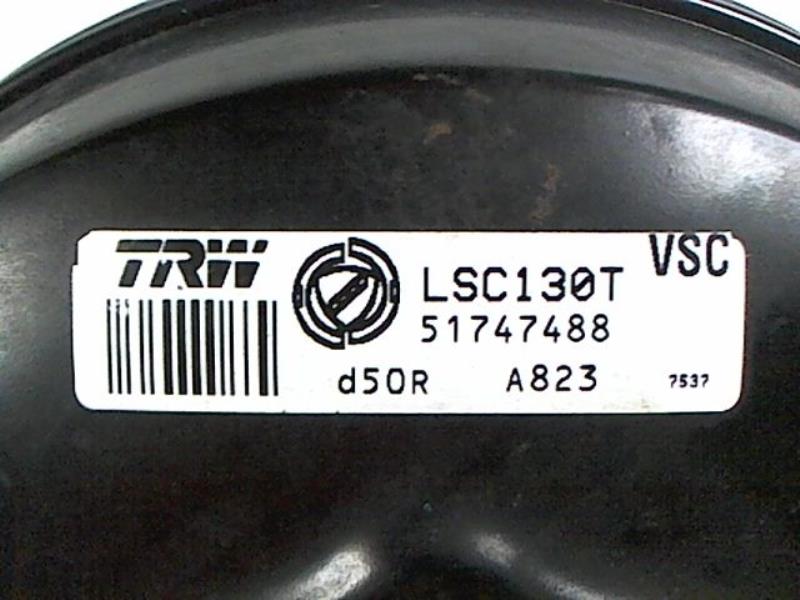 TRW LSC130T VSC
51747488
d50R A823 7537